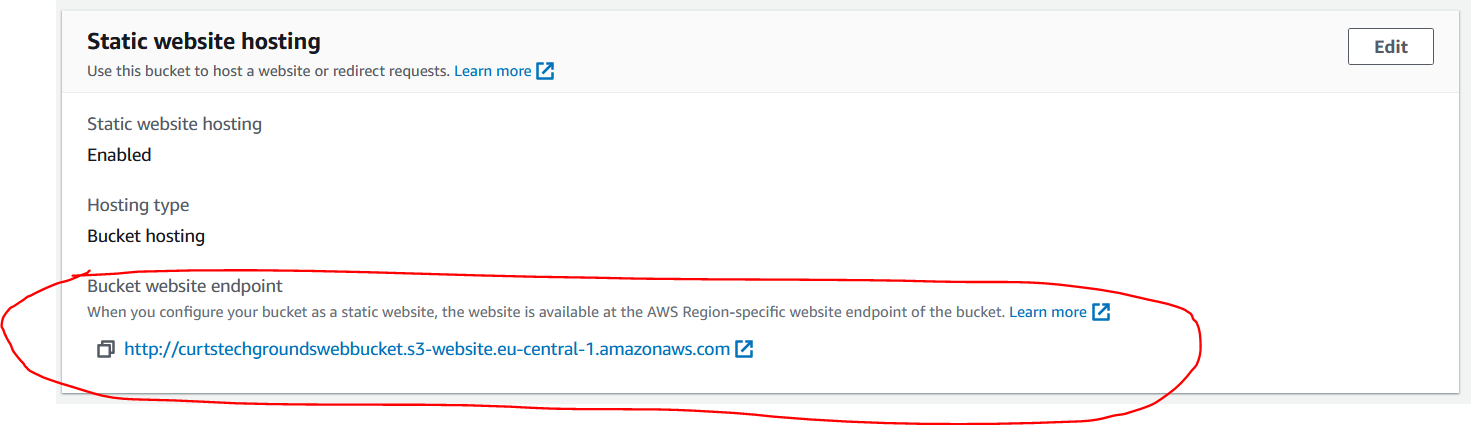 Static website hosting
Edit
Use this bucket to host a website or redirect requests. Learn more
Static website hosting
Enabled
Hosting type
Bucket hosting
Bucket website endpoint
When you configure your bucket as a static website, the website is available at the AWS Region-specific website endpoint of the bucket. Learn more
http://curtstechgroundswebbucket.s3-website.eu-central-1.amazonaws.com